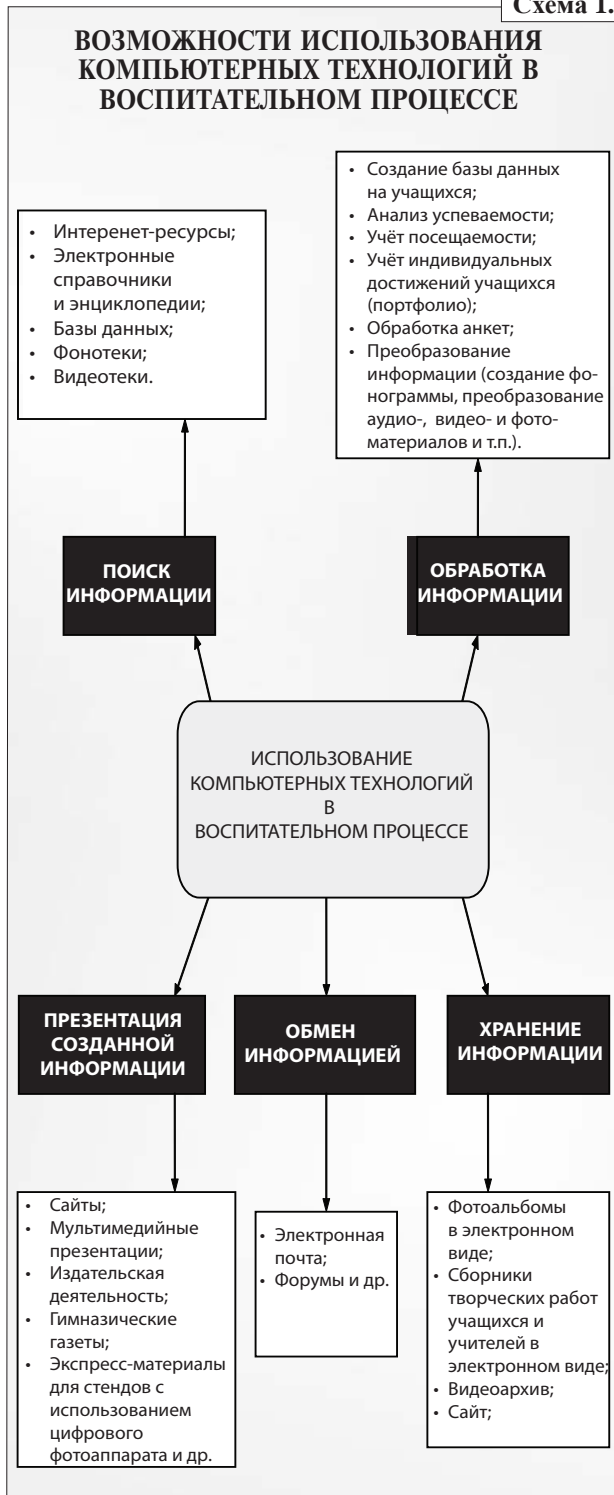 Схема 1.
ВОЗМОЖНОСТИ ИСПОЛЬЗОВАНИЯ
КОМПЬЮТЕРНЫХ ТЕХНОЛОГИЙ В
ВОСПИТАТЕЛЬНОМ ПРОЦЕССЕ
• Интеренет-ресурсы;
• Электронные
справочники
и энциклопедии;
• Базы данных;
• Фонотеки;
• Видеотеки.
• Создание базы данных
на учащихся;
• Анализ успеваемости;
• Учёт посещаемости;
• Учёт индивидуальных
достижений учащихся
(портфолио);
• Обработка анкет;
• Преобразование
информации (создание фо-
нограммы, преобразование
аудио-, видео- и фото-
материалов и т.п.).
ПОИСК
ИНФОРМАЦИИ
ОБРАБОТКА
ИНФОРМАЦИИ
ИСПОЛЬЗОВАНИЕ
КОМПЬЮТЕРНЫХ ТЕХНОЛОГИЙ
В
ВОСПИТАТЕЛЬНОМ ПРОЦЕССЕ
ПРЕЗЕНТАЦИЯ
СОЗДАННОЙ
ИНФОРМАЦИИ
ОБМЕН
ИНФОРМАЦИЕЙ
ХРАНЕНИЕ
ИНФОРМАЦИИ
• Сайты;
• Мультимедийные
презентации;
• Издательская
деятельность;
• Гимназические
газеты;
• Экспресс-материалы
для стендов с
использованием
цифрового
фотоаппарата и др.
• Электронная
почта;
• Форумы и др.
• Фотоальбомы
в электронном
виде;
• Сборники
творческих работ
учащихся и
учителей в
электронном виде;
• Видеоархив;
• Сайт;